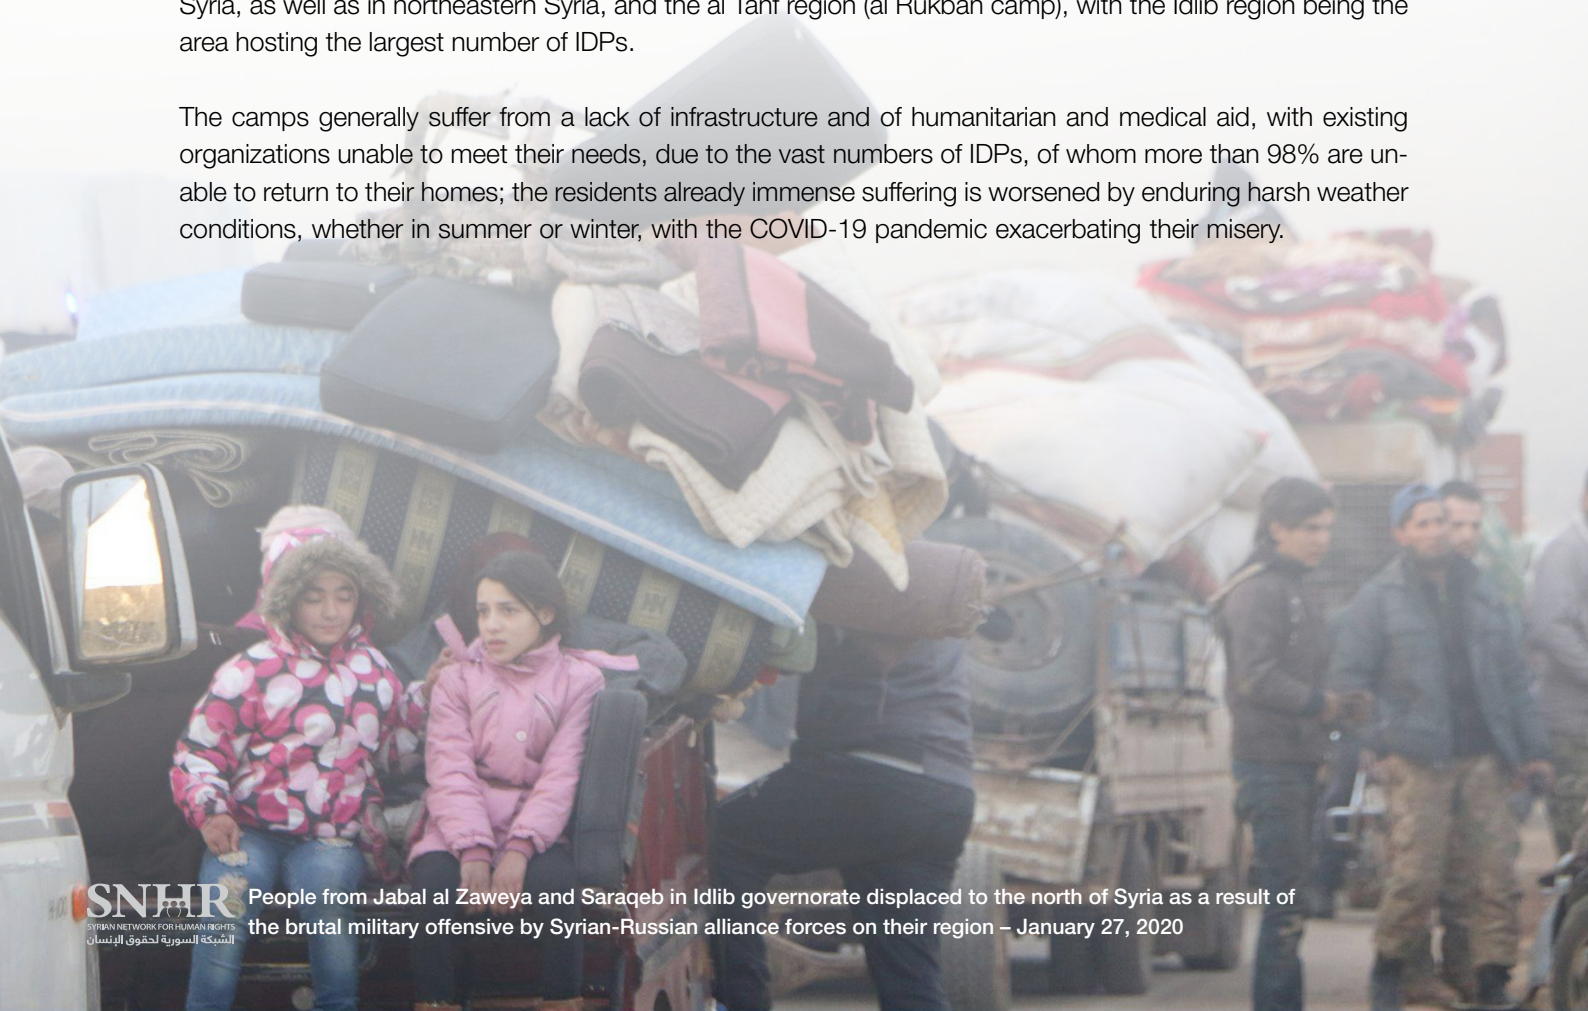 Syria, as well as in northeastern Syria, and the al Tanf region (al Rukban camp), with the Idlib region being the
area hosting the largest number of IDPs.
The camps generally suffer from a lack of infrastructure and of humanitarian and medical aid, with existing
organizations unable to meet their needs, due to the vast numbers of IDPs, of whom more than 98% are un-
able to return to their homes; the residents already immense suffering is worsened by enduring harsh weather
conditions, whether in summer or winter, with the COVID-19 pandemic exacerbating their misery.
SNHR
SYRIAN NETWORK FOR HUMAN RIGHTS
الشبكة السورية لحقوق الإنسان
People from Jabal al Zaweya and Saraqeb in Idlib governorate displaced to the north of Syria as a result of
the brutal military offensive by Syrian-Russian alliance forces on their region – January 27, 2020